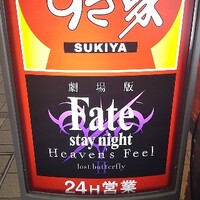 すき家
SUKIYA
劇場版
Fate
stay night
Heaven's Feel
lost butterfly
24H営業